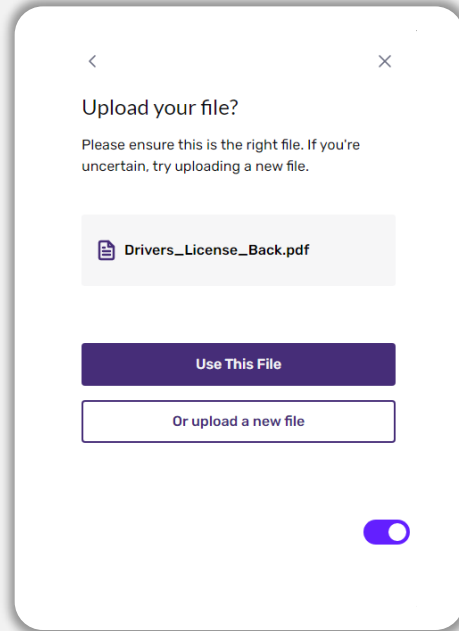 Upload your file?
Please ensure this is the right file. If you're
uncertain, try uploading a new file.
Drivers_License_Back.pdf
Use This File
Or upload a new file